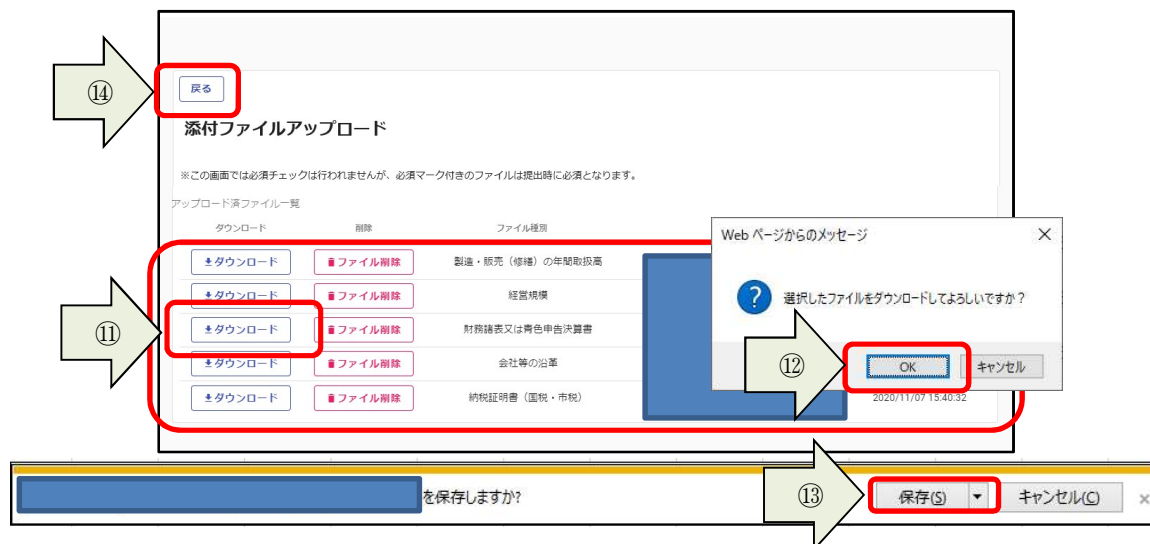 ⑭
戻る
添付ファイルアップロード
※この画面では必須チェックは行われませんが、必須マーク付きのファイルは提出時に必須となります。
アップロード済ファイル一覧
ダウンロード 削除 ファイル種別
ダウンロード ファイル削除 製造・販売（修繕）の年間取扱高
ダウンロード ファイル削除 経営規模
⑪
ダウンロード ファイル削除 財務諸表又は青色申告決算書
ダウンロード ファイル削除 会社等の沿革
ダウンロード ファイル削除 納税証明書（国税・市税） 2020/11/07 15:40:32
Web ページからのメッセージ
選択したファイルをダウンロードしてよろしいですか？
⑫
OK キャンセル
を保存しますか?
⑬
保存(S) キャンセル(C)